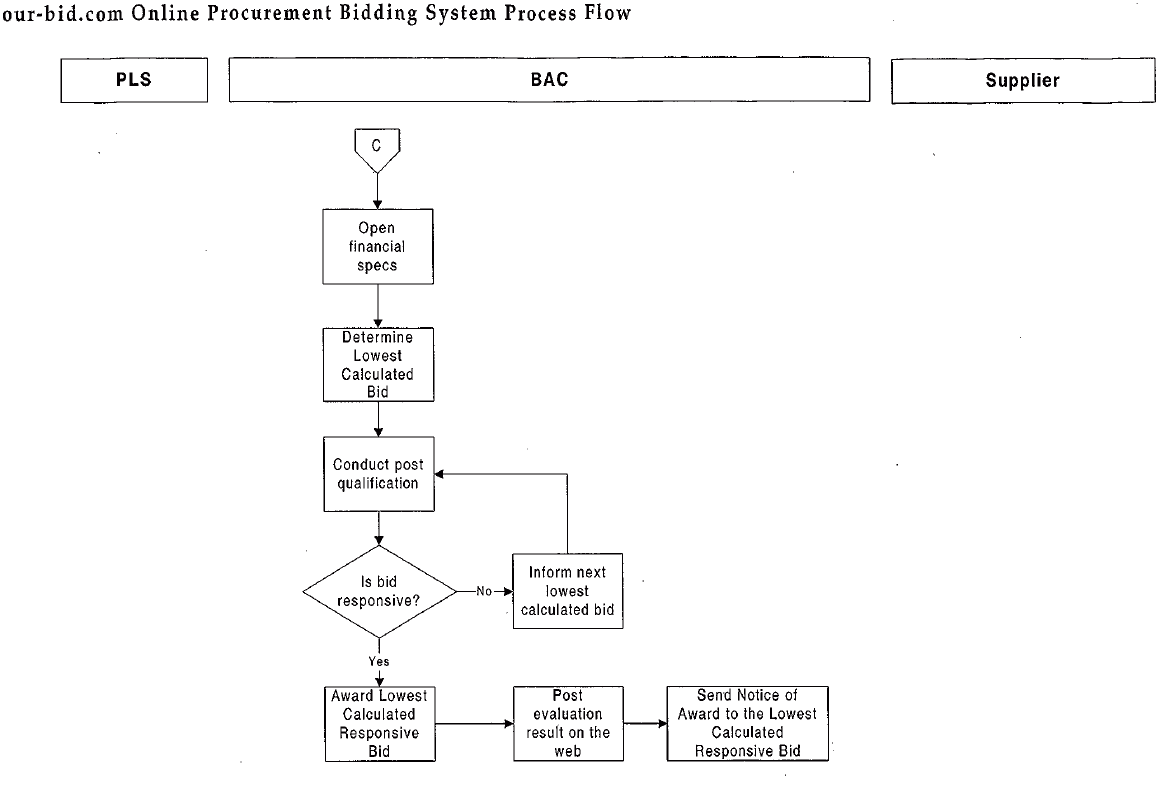 our-bid.com Online Procurement Bidding System Process Flow
PLS
BAC
Supplier
C
Open
financial
specs
Determine
Lowest
Calculated
Bid
Conduct post
qualification
Is bid
responsive?
No
Inform next
lowest
calculated bid
Yes
Award Lowest
Calculated
Responsive
Bid
Post
evaluation
result on the
web
Send Notice of
Award to the Lowest
Calculated
Responsive Bid